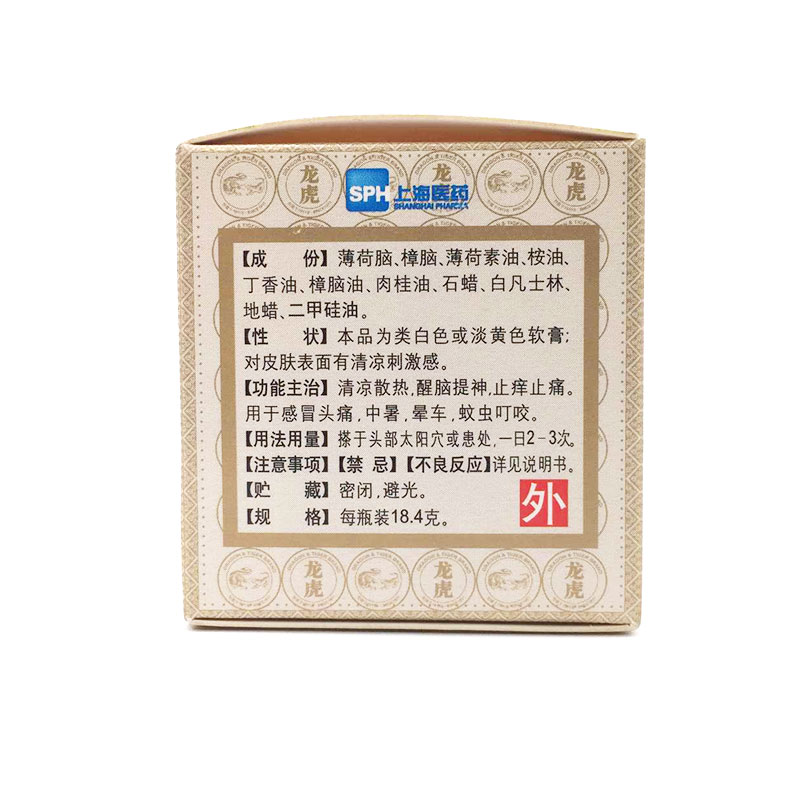 龙虎
龙虎
SPH 上海医药
SHANGHAI PHARMA
【成 份】薄荷脑、樟脑、薄荷素油、桉油、
丁香油、樟脑油、肉桂油、石蜡、白凡士林、
地蜡、二甲硅油。
【性 状】本品为类白色或淡黄色软膏；
对皮肤表面有清凉刺激感。
【功能主治】清凉散热，醒脑提神，止痒止痛。
用于感冒头痛，中暑，晕车，蚊虫叮咬。
【用法用量】搽于头部太阳穴或患处，一日2-3次。
【注意事项】【禁 忌】【不良反应】详见说明书。
【贮 藏】密闭，避光。
【规 格】每瓶装18.4克。
外
龙虎
龙虎
龙虎